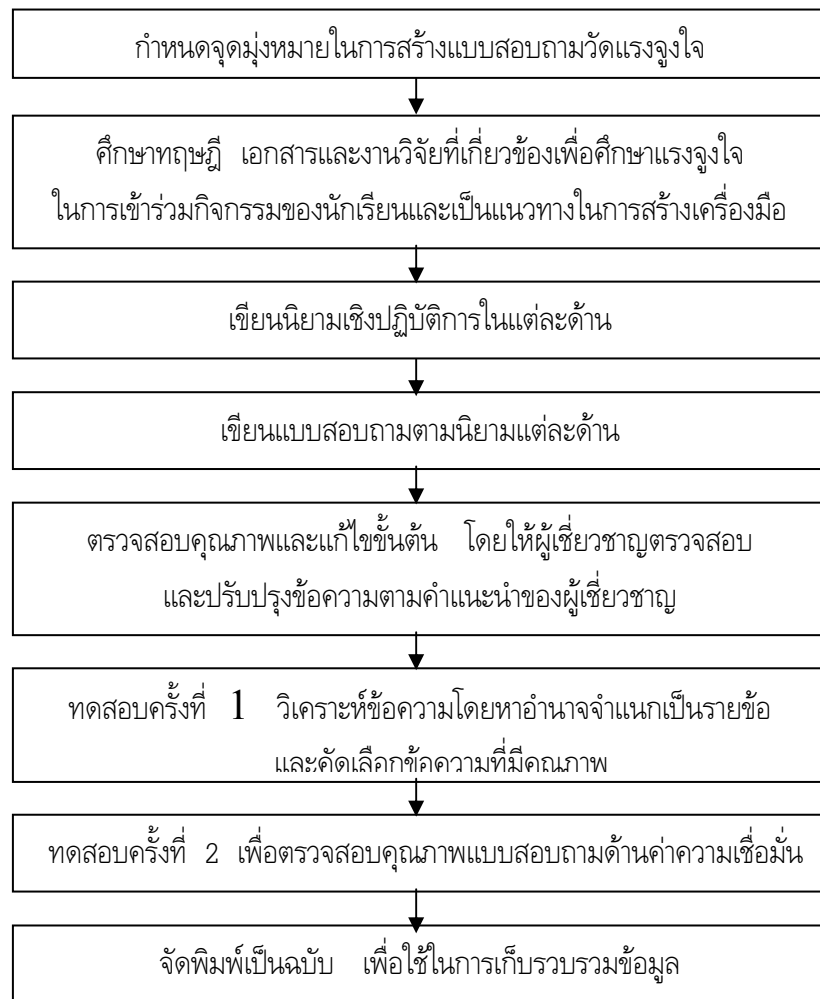 กำหนดจุดมุ่งหมายในการสร้างแบบสอบถามวัดแรงจูงใจ
ศึกษาทฤษฎี เอกสารและงานวิจัยที่เกี่ยวข้องเพื่อศึกษาแรงจูงใจ
ในการเข้าร่วมกิจกรรมของนักเรียนและเป็นแนวทางในการสร้างเครื่องมือ
เขียนนิยามเชิงปฏิบัติการในแต่ละด้าน
เขียนแบบสอบถามตามนิยามแต่ละด้าน
ตรวจสอบคุณภาพและแก้ไขขั้นต้น โดยให้ผู้เชี่ยวชาญตรวจสอบ
และปรับปรุงข้อความตามคำแนะนำของผู้เชี่ยวชาญ
ทดสอบครั้งที่ 1 วิเคราะห์ข้อความโดยหาอำนาจจำแนกเป็นรายข้อ
และคัดเลือกข้อความที่มีคุณภาพ
ทดสอบครั้งที่ 2 เพื่อตรวจสอบคุณภาพแบบสอบถามด้านค่าความเชื่อมั่น
จัดพิมพ์เป็นฉบับ เพื่อใช้ในการเก็บรวบรวมข้อมูล